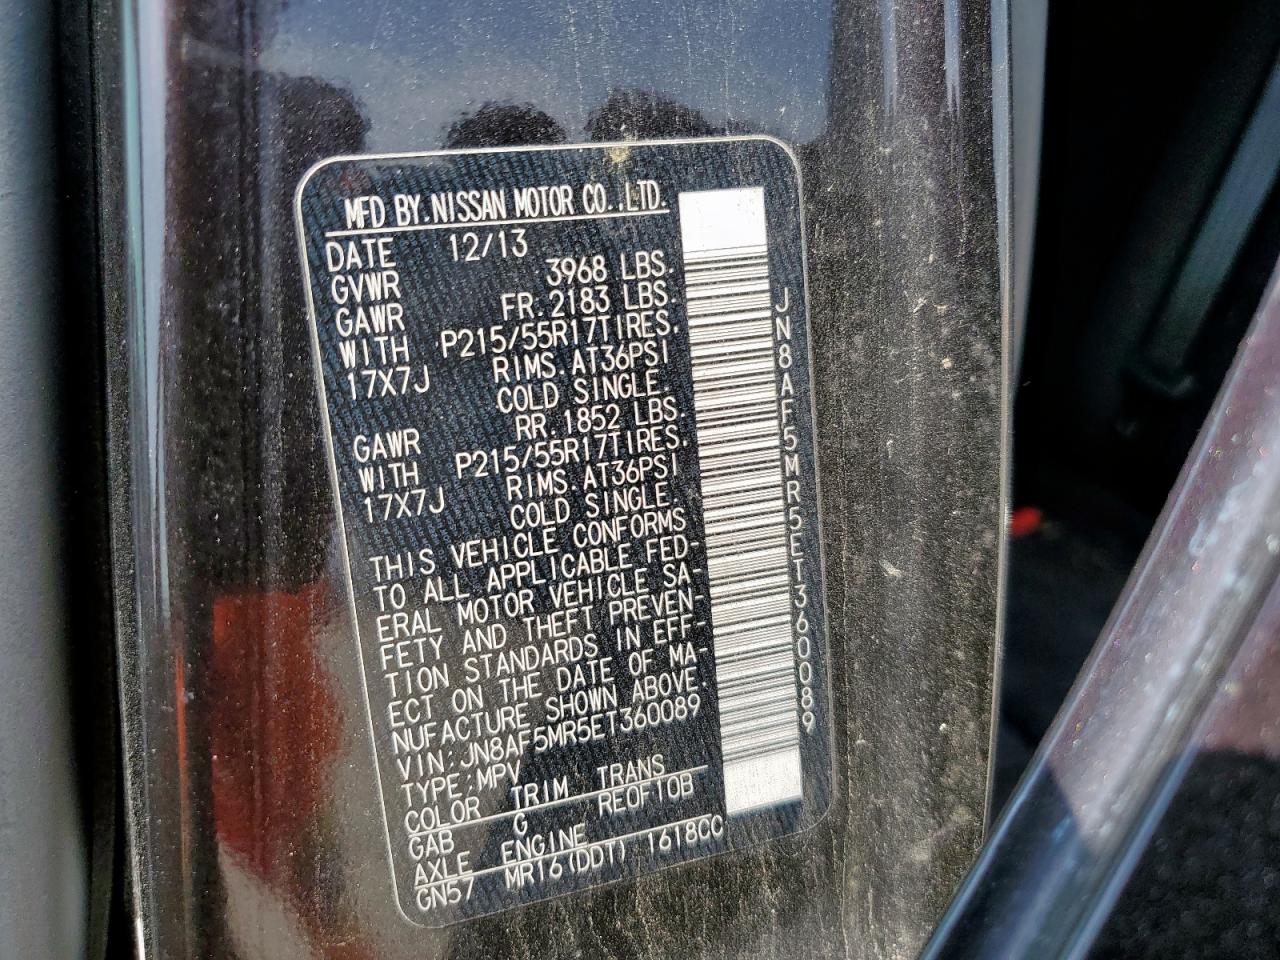 MFD BY. NISSAN MOTOR CO., LTD.
DATE 12/13
GVWR 3968 LBS.
GAWR FR. 2183 LBS.
WITH P215/55R17TIRES.
17X7J RIMS. AT36PSI
COLD SINGLE.
GAWR RR. 1852 LBS.
WITH P215/55R17TIRES.
17X7J RIMS. AT36PSI
COLD SINGLE.
THIS VEHICLE CONFORMS
TO ALL APPLICABLE FED-
ERAL MOTOR VEHICLE SA-
FETY AND THEFT PREVEN-
TION STANDARDS IN EFF-
ECT ON THE DATE OF MA-
NUFACTURE SHOWN ABOVE.
VIN:JN8AF5MR5ET360089
TYPE:MPV
COLOR TRIM TRANS
GAB G RE0F10B
AXLE ENGINE
GN57 MR16(DDT) 1618CC
JN8AF5MR5ET360089